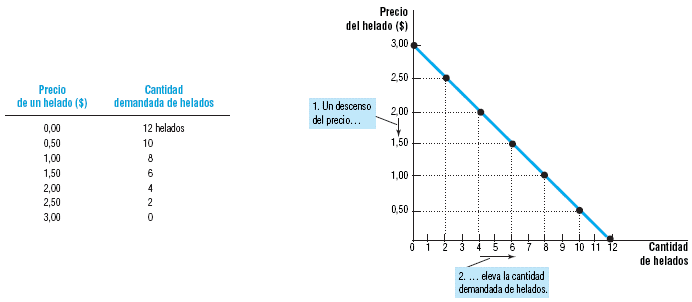 Precio
de un helado ($)
Cantidad
demandada de helados
0,00 12 helados
0,50 10
1,00 8
1,50 6
2,00 4
2,50 2
3,00 0
Precio
del helado ($)
3,00
2,50
2,00
1,50
1,00
0,50
1. Un descenso
del precio…
0 1 2 3 4 5 6 7 8 9 10 11 12
Cantidad
de helados
2. … eleva la cantidad
demandada de helados.